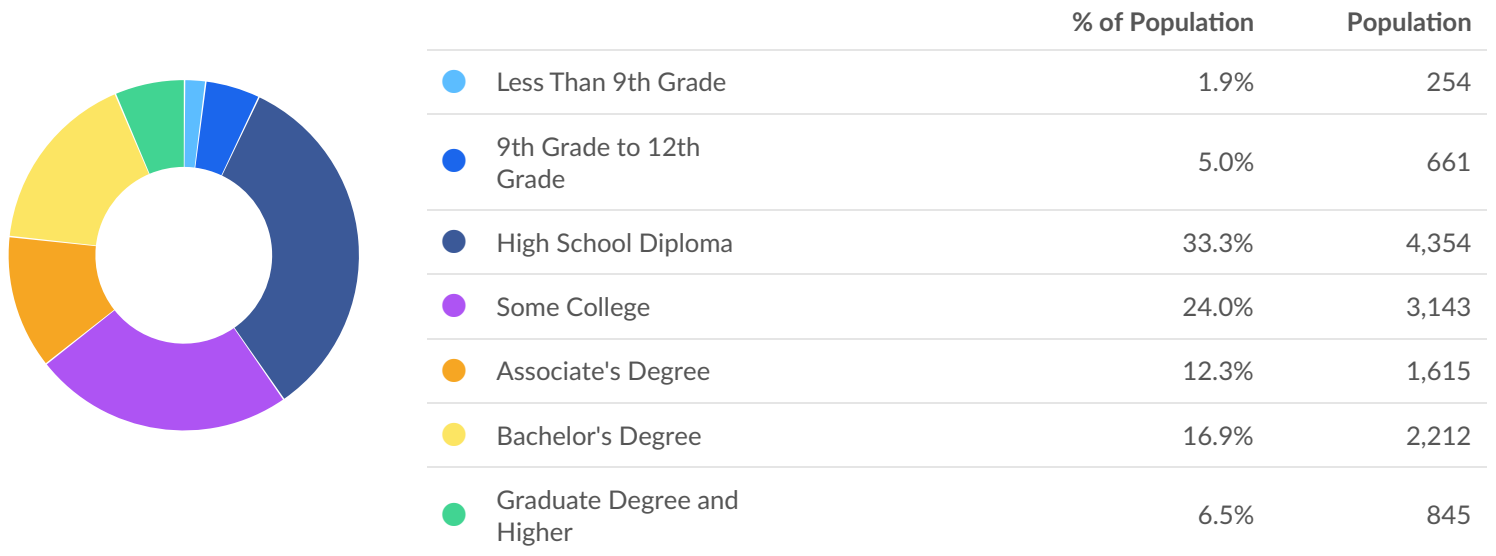 % of Population Population
Less Than 9th Grade 1.9% 254
9th Grade to 12th
Grade 5.0% 661
High School Diploma 33.3% 4,354
Some College 24.0% 3,143
Associate's Degree 12.3% 1,615
Bachelor's Degree 16.9% 2,212
Graduate Degree and
Higher 6.5% 845